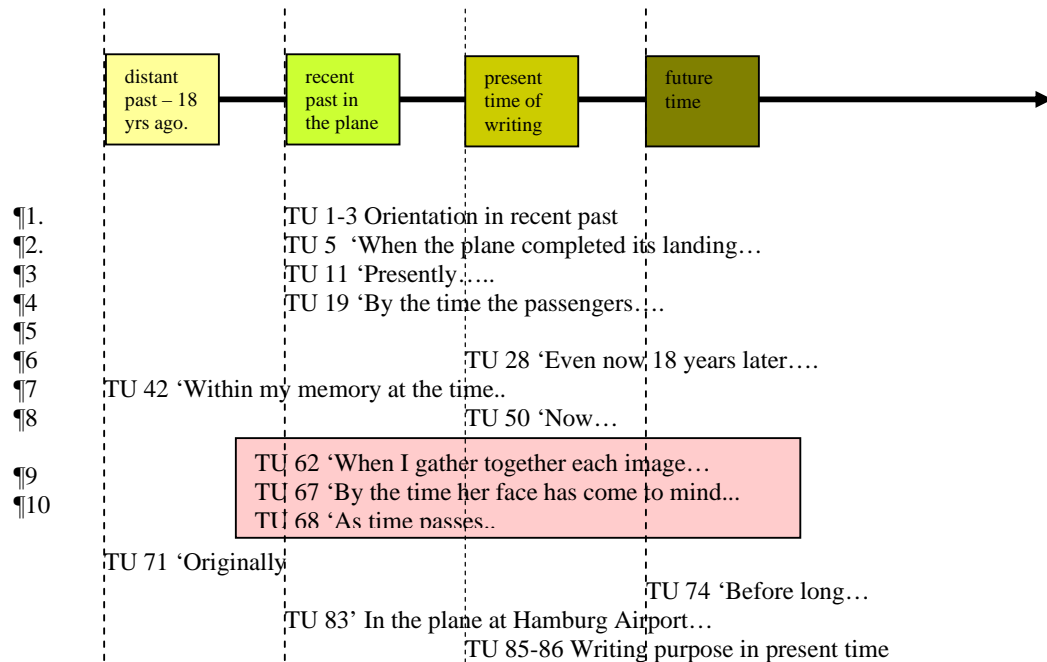 distant
past – 18
yrs ago.
recent
past in
the plane
present
time of
writing
future
time
¶1. TU 1-3 Orientation in recent past
¶2. TU 5 ‘When the plane completed its landing…
¶3 TU 11 ‘Presently…..
¶4 TU 19 ‘By the time the passengers….
¶5
¶6 TU 28 ‘Even now 18 years later….
¶7 TU 42 ‘Within my memory at the time..
¶8 TU 50 ‘Now…
TU 62 ‘When I gather together each image…
¶9 TU 67 ‘By the time her face has come to mind...
¶10 TU 68 ‘As time passes..
TU 71 ‘Originally
TU 74 ‘Before long…
TU 83’ In the plane at Hamburg Airport…
TU 85-86 Writing purpose in present time